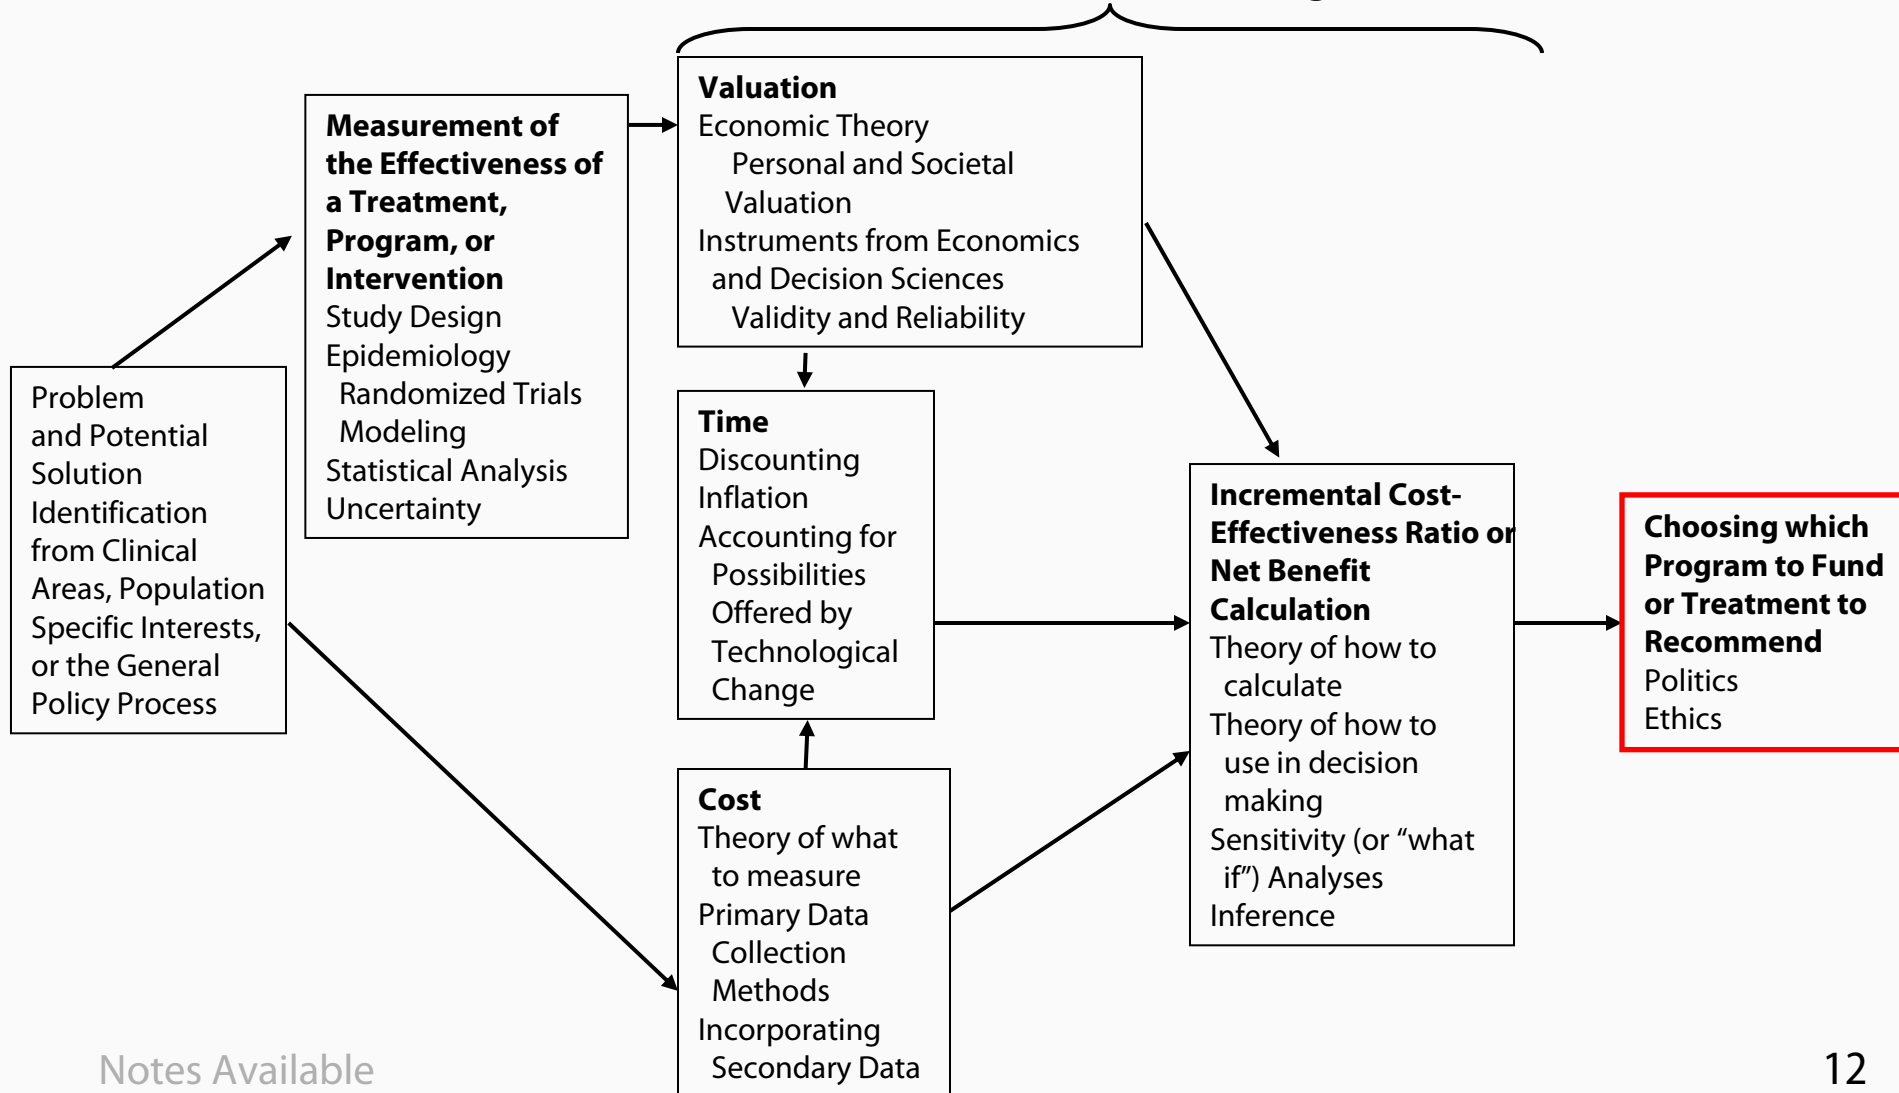 Valuation
Economic Theory
Personal and Societal
Valuation
Instruments from Economics
and Decision Sciences
Validity and Reliability
Measurement of
the Effectiveness of
a Treatment,
Program, or
Intervention
Study Design
Epidemiology
Randomized Trials
Modeling
Statistical Analysis
Uncertainty
Problem
and Potential
Solution
Identification
from Clinical
Areas, Population
Specific Interests,
or the General
Policy Process
Time
Discounting
Inflation
Accounting for
Possibilities
Offered by
Technological
Change
Incremental Cost-
Effectiveness Ratio or
Net Benefit
Calculation
Theory of how to
calculate
Theory of how to
use in decision
making
Sensitivity (or “what
if”) Analyses
Inference
Choosing which
Program to Fund
or Treatment to
Recommend
Politics
Ethics
Cost
Theory of what
to measure
Primary Data
Collection
Methods
Incorporating
Secondary Data
Notes Available
12